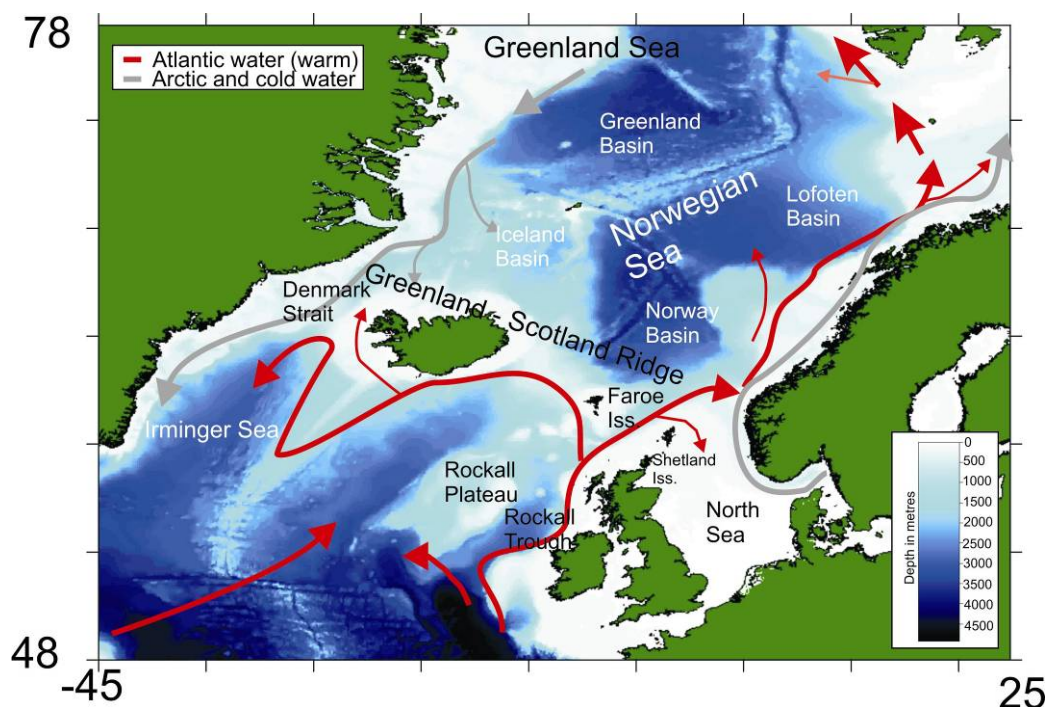 78
Atlantic water (warm)
Arctic and cold water
Greenland Sea
Greenland
Basin
Norwegian
Sea
Lofoten
Basin
Iceland
Basin
Greenland - Scotland Ridge
Denmark
Strait
Norway
Basin
Irminger Sea
Faroe
Iss.
Shetland
Iss.
Rockall
Plateau
Rockall
Trough
North
Sea
Depth in metres
0
500
1000
1500
2000
2500
3000
3500
4000
4500
48
-45
25